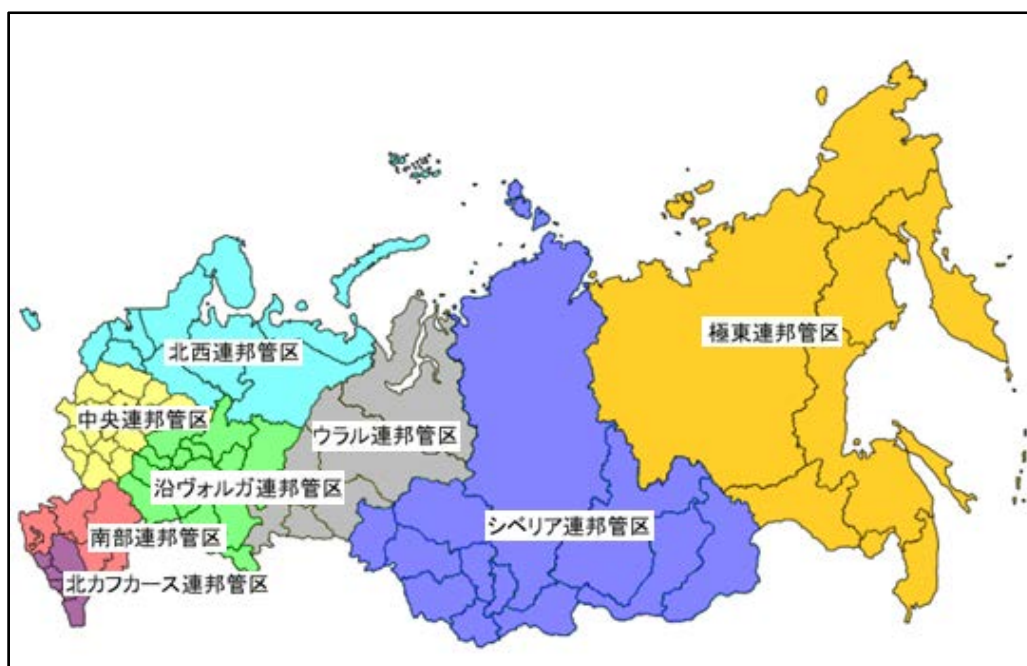 極東連邦管区
北西連邦管区
中央連邦管区
ウラル連邦管区
沿ヴォルガ連邦管区
シベリア連邦管区
南部連邦管区
北カフカース連邦管区